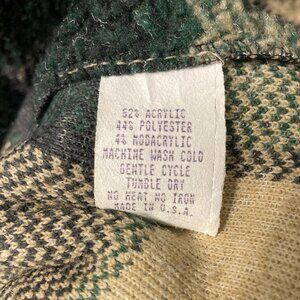 52% ACRYLIC
44% POLYESTER
4% MODACRYLIC
MACHINE WASH COLD
GENTLE CYCLE
TUMBLE DRY
NO HEAT NO IRON
MADE IN U.S.A.